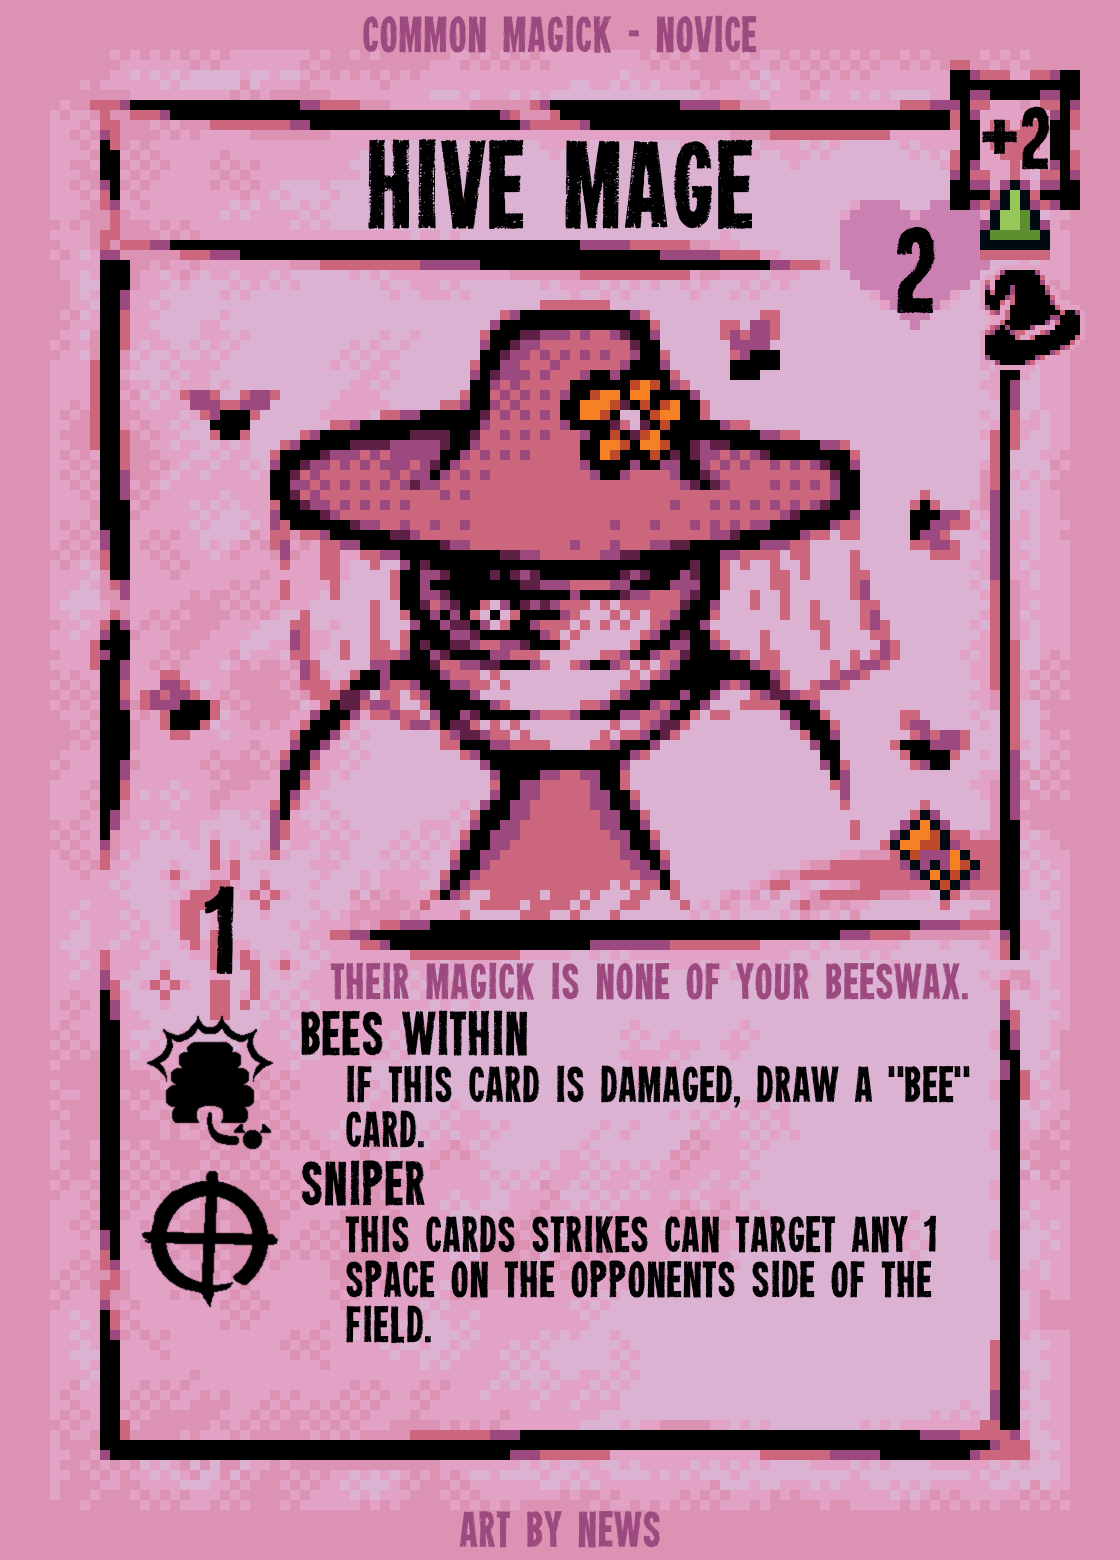 COMMON MAGICK - NOVICE
+2
HIVE MAGE
2
1
THEIR MAGICK IS NONE OF YOUR BEESWAX.
BEES WITHIN
IF THIS CARD IS DAMAGED, DRAW A "BEE"
CARD.
SNIPER
THIS CARDS STRIKES CAN TARGET ANY 1
SPACE ON THE OPPONENTS SIDE OF THE
FIELD.
ART BY NEWS